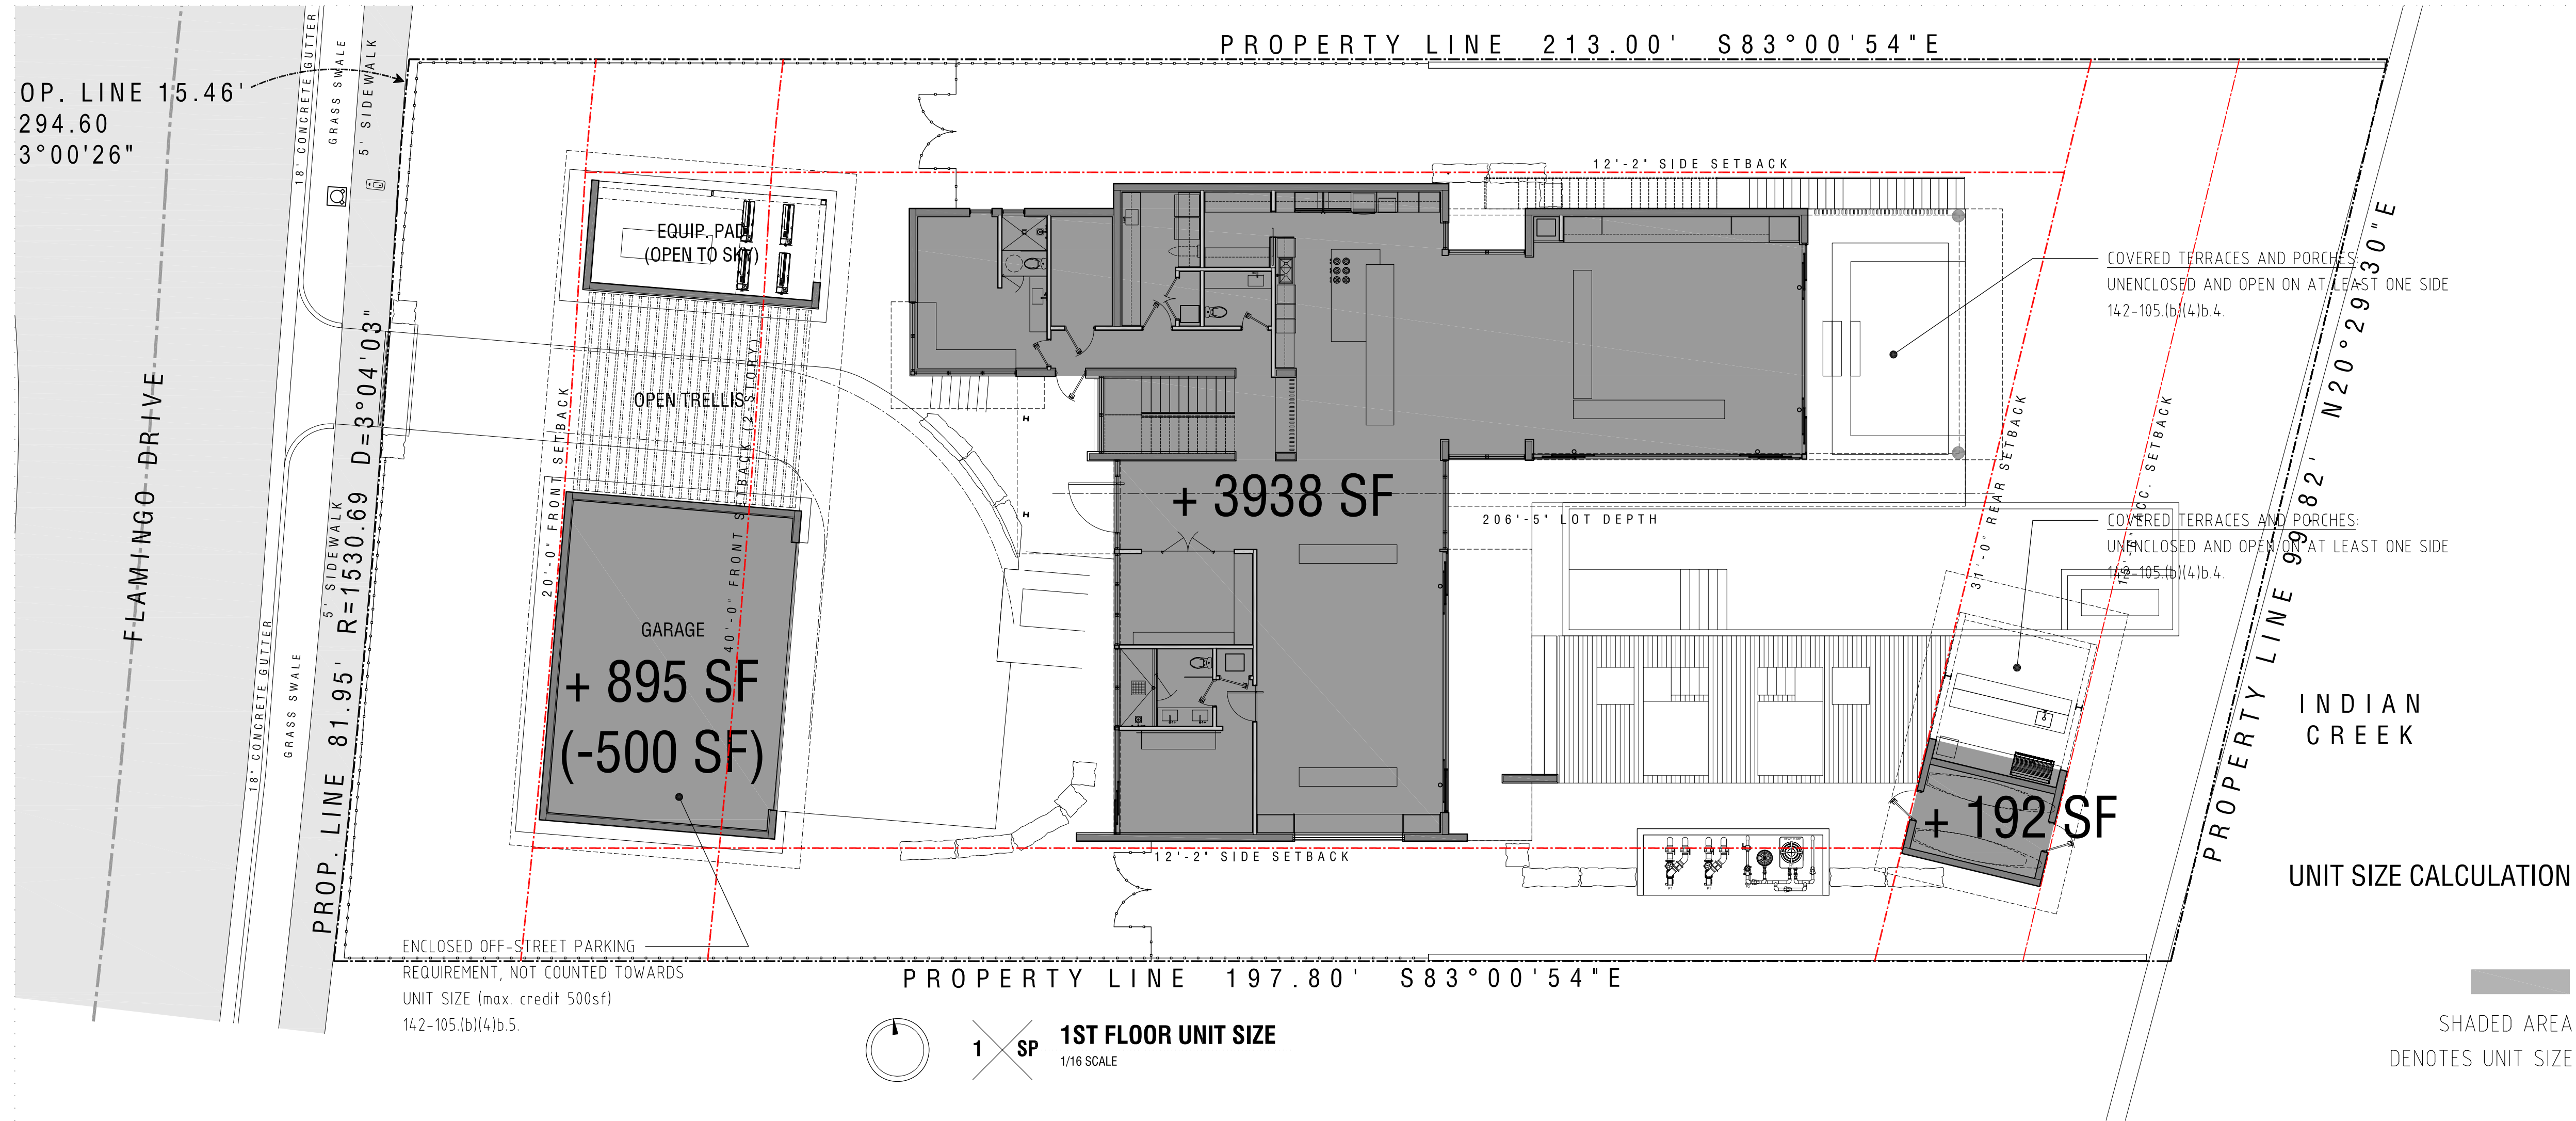 PROPERTY LINE 213.00' S83°00'54"E
OP. LINE 15.46'
294.60
3°00'26"
18" CONCRETE GUTTER
GRASS SWALE
5' SIDEWALK
12'-2" SIDE SETBACK
EQUIP. PAD
(OPEN TO SKY)
COVERED TERRACES AND PORCHES:
UNENCLOSED AND OPEN ON AT LEAST ONE SIDE
142-105.(b)(4)b.4.
OPEN TRELLIS
20'-0" FRONT SETBACK
40'-0" FRONT SETBACK (2 STORY)
FLAMINGO DRIVE
PROP. LINE 81.95' R=1530.69 D=3°04'03"
5' SIDEWALK
18" CONCRETE GUTTER
GRASS SWALE
+ 3938 SF
206'-5" LOT DEPTH
31'-0" REAR SETBACK
ACC. SETBACK
PROPERTY LINE 99.82' N20°29'30"E
COVERED TERRACES AND PORCHES:
UNENCLOSED AND OPEN ON AT LEAST ONE SIDE
142-105.(b)(4)b.4.
GARAGE
+ 895 SF
(-500 SF)
INDIAN
CREEK
+ 192 SF
12'-2" SIDE SETBACK
UNIT SIZE CALCULATION
ENCLOSED OFF-STREET PARKING
REQUIREMENT, NOT COUNTED TOWARDS
UNIT SIZE (max. credit 500sf)
142-105.(b)(4)b.5.
PROPERTY LINE 197.80' S83°00'54"E
1 SP 1ST FLOOR UNIT SIZE
1/16 SCALE
SHADED AREA
DENOTES UNIT SIZE